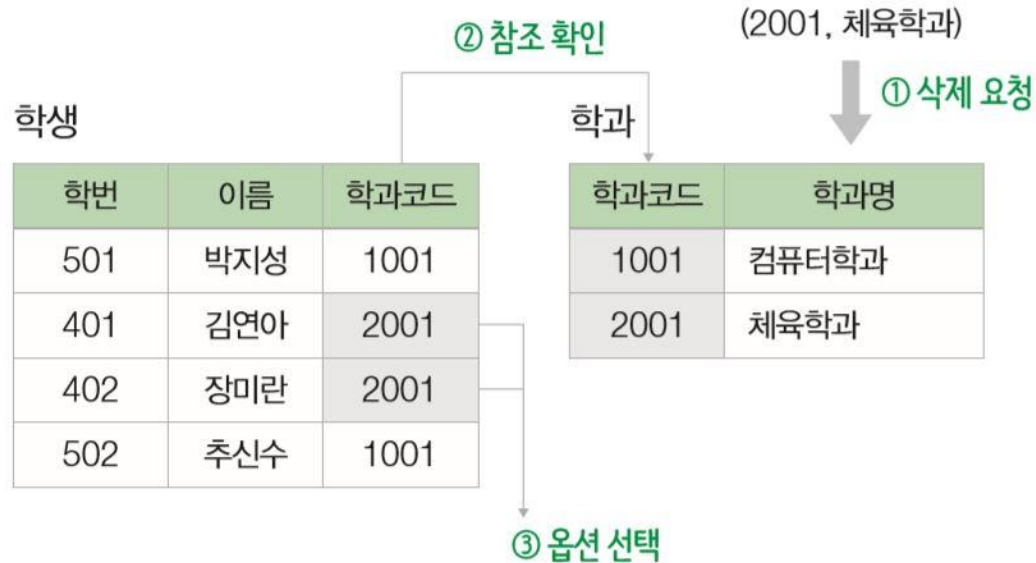 ② 참조 확인
(2001, 체육학과)
① 삭제 요청
학생
학번 이름 학과코드
501 박지성 1001
401 김연아 2001
402 장미란 2001
502 추신수 1001
학과
학과코드 학과명
1001 컴퓨터학과
2001 체육학과
③ 옵션 선택